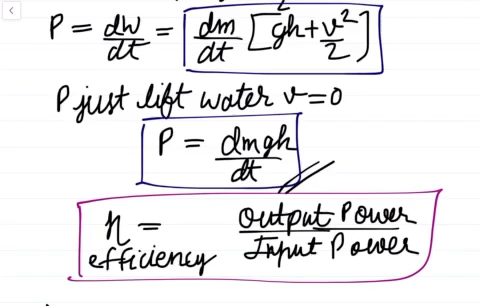 P = dw/dt = dm/dt [gh + v²/2]
P just lift water v=0
P = dmgh/dt
η = Output Power / Input Power
efficiency